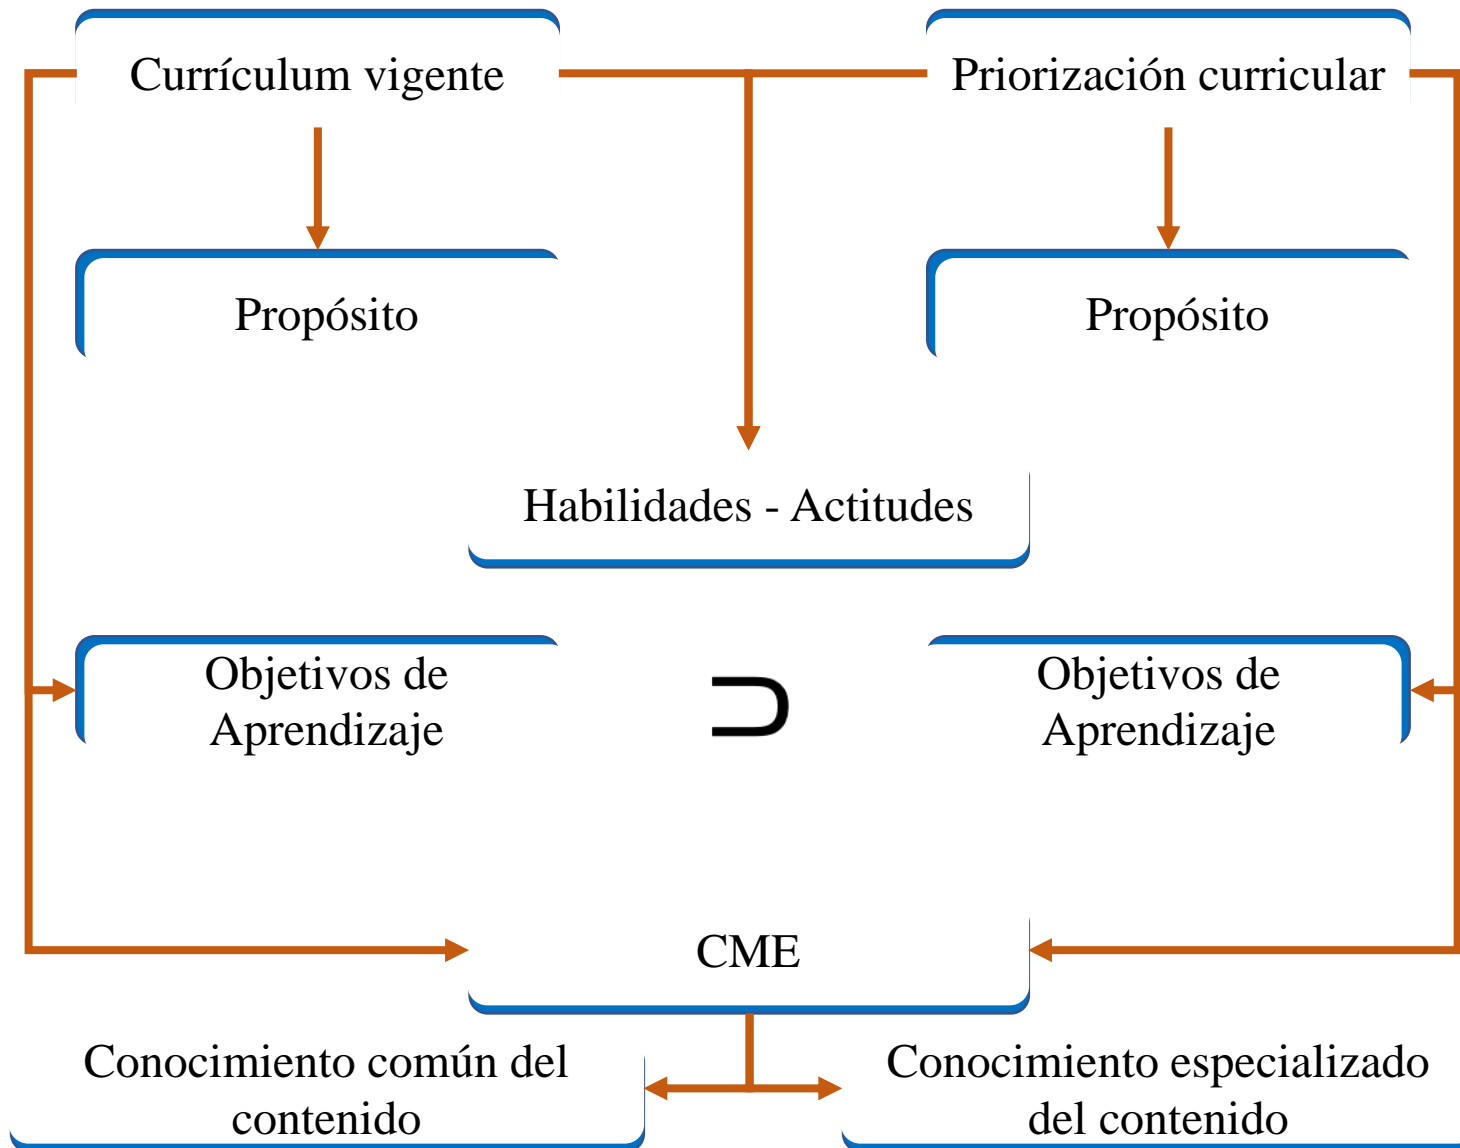 Currículum vigente
Priorización curricular
Propósito
Propósito
Habilidades - Actitudes
Objetivos de
Aprendizaje
⊃
Objetivos de
Aprendizaje
CME
Conocimiento común del
contenido
Conocimiento especializado
del contenido